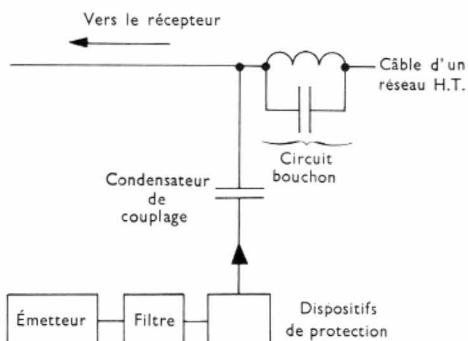 Vers le récepteur
Câble d'un
réseau H.T.
Circuit
bouchon
Condensateur
de
couplage
Émetteur
Filtre
Dispositifs
de protection